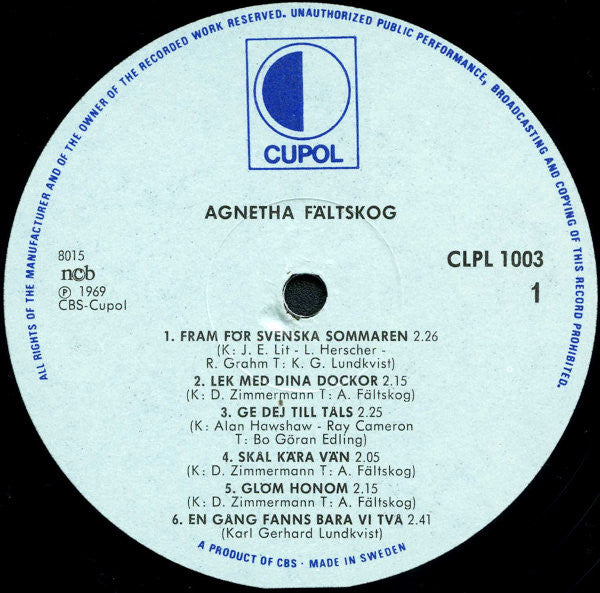 ALL RIGHTS OF THE MANUFACTURER AND OF THE OWNER OF THE RECORDED WORK RESERVED. UNAUTHORIZED PUBLIC PERFORMANCE, BROADCASTING AND COPYING OF THIS RECORD PROHIBITED.
CUPOL
AGNETHA FÄLTSKOG
8015
ncb
℗ 1969
CBS-Cupol
CLPL 1003
1
1. FRAM FÖR SVENSKA SOMMAREN 2.26
(K: J. E. Lit - L. Herscher -
R. Grahm T: K. G. Lundkvist)
2. LEK MED DINA DOCKOR 2.15
(K: D. Zimmermann T: A. Fältskog)
3. GE DEJ TILL TÅLS 2.25
(K: Alan Hawshaw - Ray Cameron
T: Bo Göran Edling)
4. SKÅL KÄRA VÄN 2.05
(K: D. Zimmermann T: A. Fältskog)
5. GLÖM HONOM 2.15
(K: D. Zimmermann T: A. Fältskog)
6. EN GÅNG FANNS BARA VI TVÅ 2.41
(Karl Gerhard Lundkvist)
A PRODUCT OF CBS · MADE IN SWEDEN